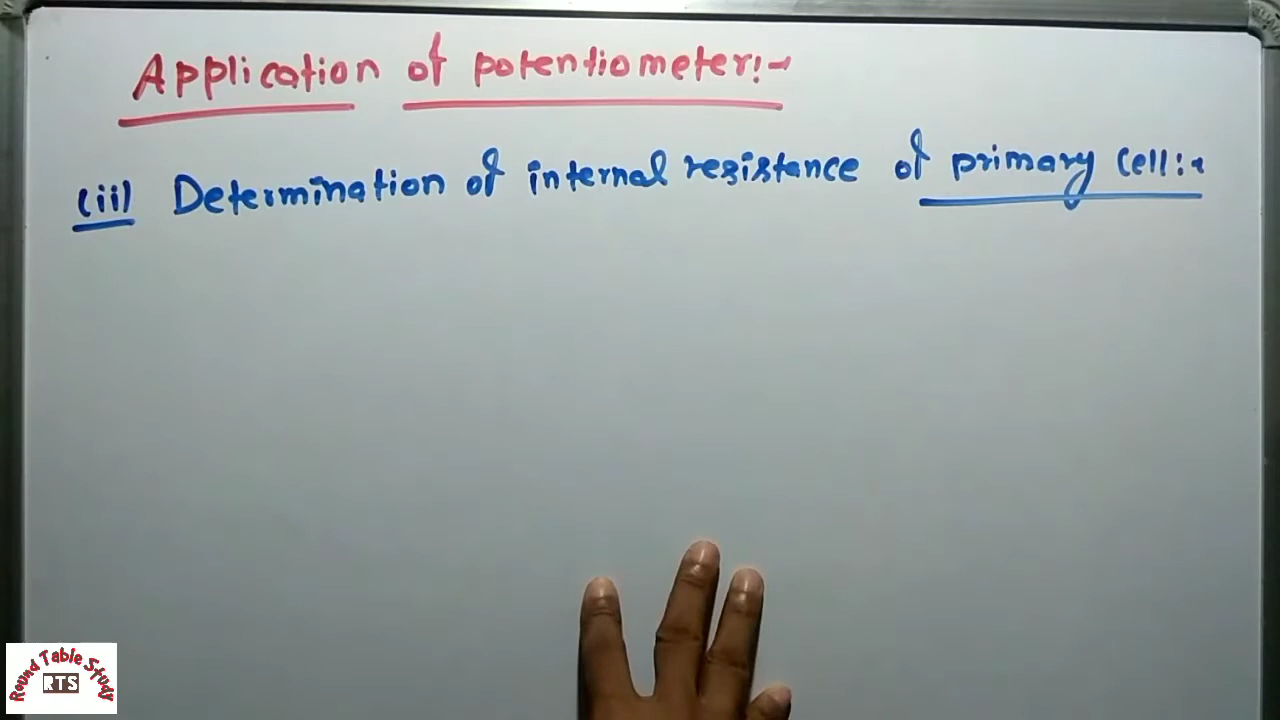 Application of potentiometer:-
(ii) Determination of internal resistance of primary cell:-
Round Table Study
RTS